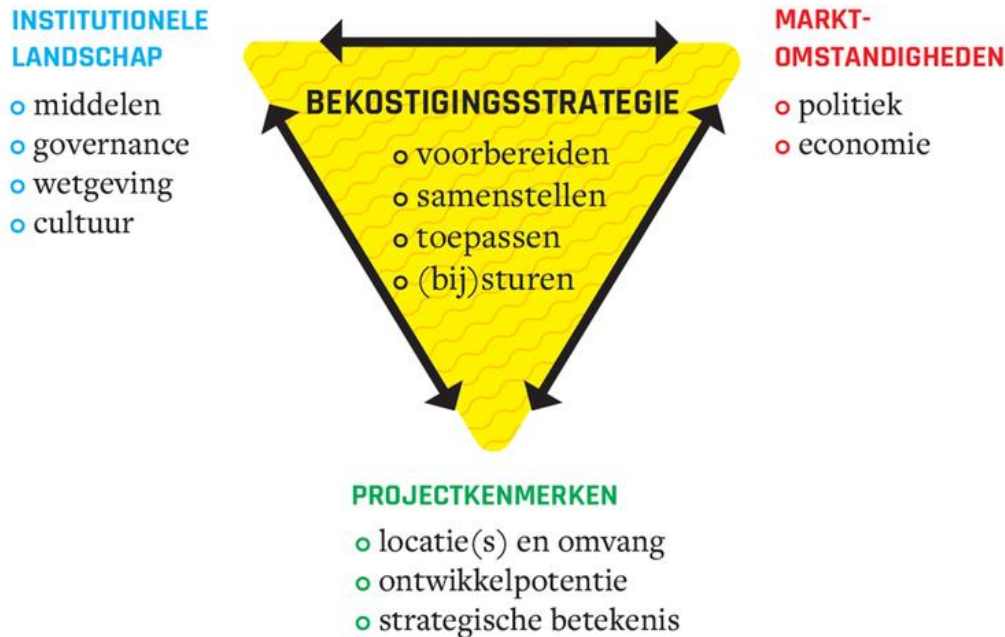 INSTITUTIONELE
LANDSCHAP
middelen
governance
wetgeving
cultuur
BEKOSTIGINGSSTRATEGIE
voorbereiden
samenstellen
toepassen
(bij)sturen
MARKT-
OMSTANDIGHEDEN
politiek
economie
PROJECTKENMERKEN
locatie(s) en omvang
ontwikkelpotentie
strategische betekenis